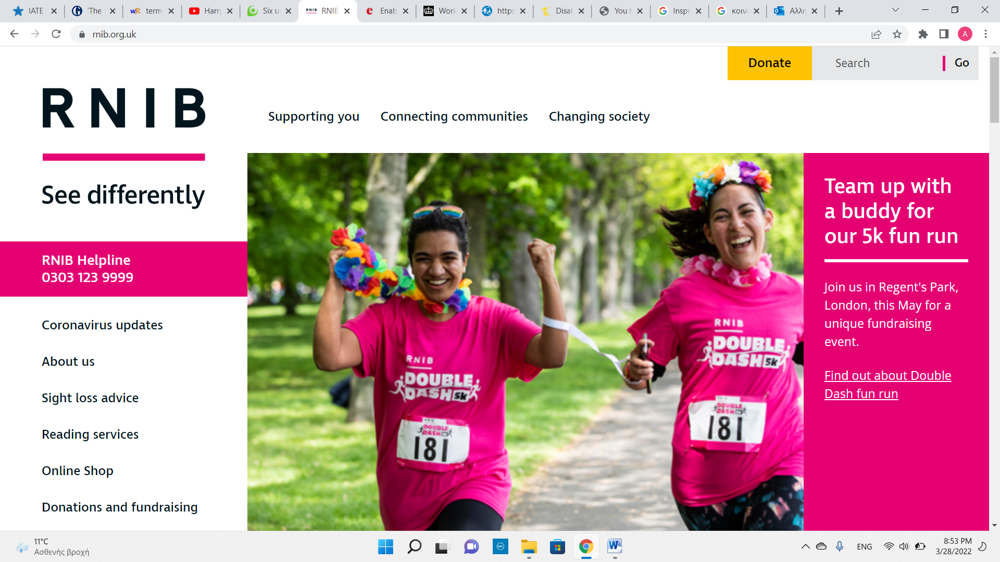 IATE
'The
term
Harry
Six u
RNIB
RNIB
Enab
Work
https
Disal
You h
Inspi
κοινο
Αλλη
rnib.org.uk
A
Donate
Search
Go
RNIB
See differently
Supporting you
Connecting communities
Changing society
RNIB Helpline
0303 123 9999
Coronavirus updates
About us
Sight loss advice
Reading services
Online Shop
Donations and fundraising
RNIB
DOUBLE
DASH 5k
DOUBLE
DASH
181
RNIB
DOUBLE
DASH 5k
DOUBLE
DASH
181
Team up with
a buddy for
our 5k fun run
Join us in Regent's Park,
London, this May for a
unique fundraising
event.
Find out about Double
Dash fun run
11°C
Ασθενής βροχή
DELL
W
ENG
8:53 PM
3/28/2022